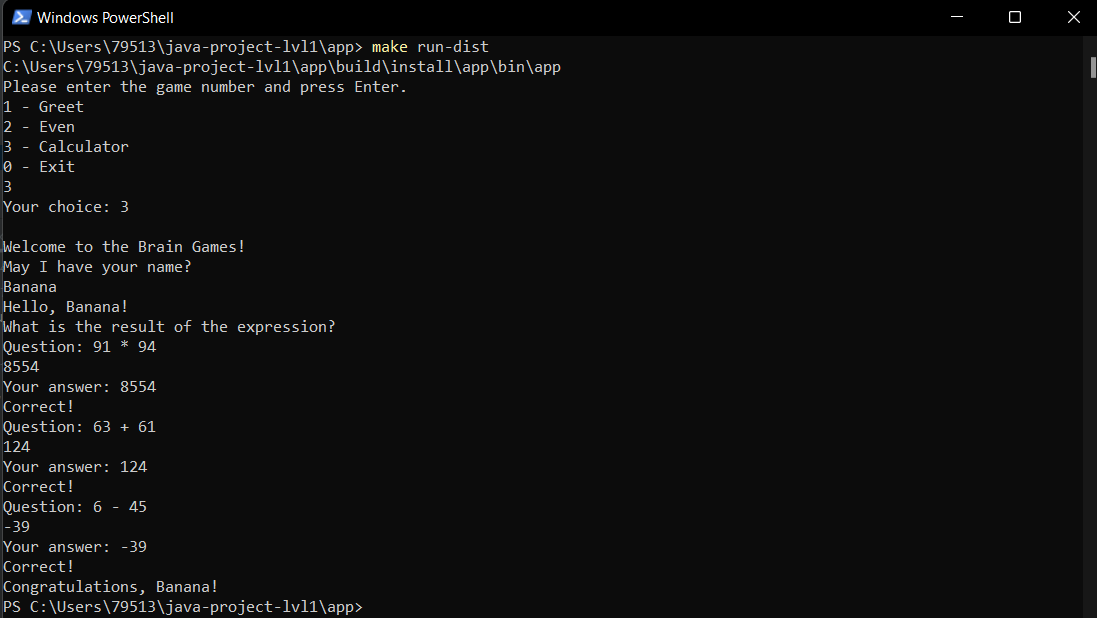 Windows PowerShell
PS C:\Users\79513\java-project-lvl1\app> make run-dist
C:\Users\79513\java-project-lvl1\app\build\install\app\bin\app
Please enter the game number and press Enter.
1 - Greet
2 - Even
3 - Calculator
0 - Exit
3
Your choice: 3
Welcome to the Brain Games!
May I have your name?
Banana
Hello, Banana!
What is the result of the expression?
Question: 91 * 94
8554
Your answer: 8554
Correct!
Question: 63 + 61
124
Your answer: 124
Correct!
Question: 6 - 45
-39
Your answer: -39
Correct!
Congratulations, Banana!
PS C:\Users\79513\java-project-lvl1\app>